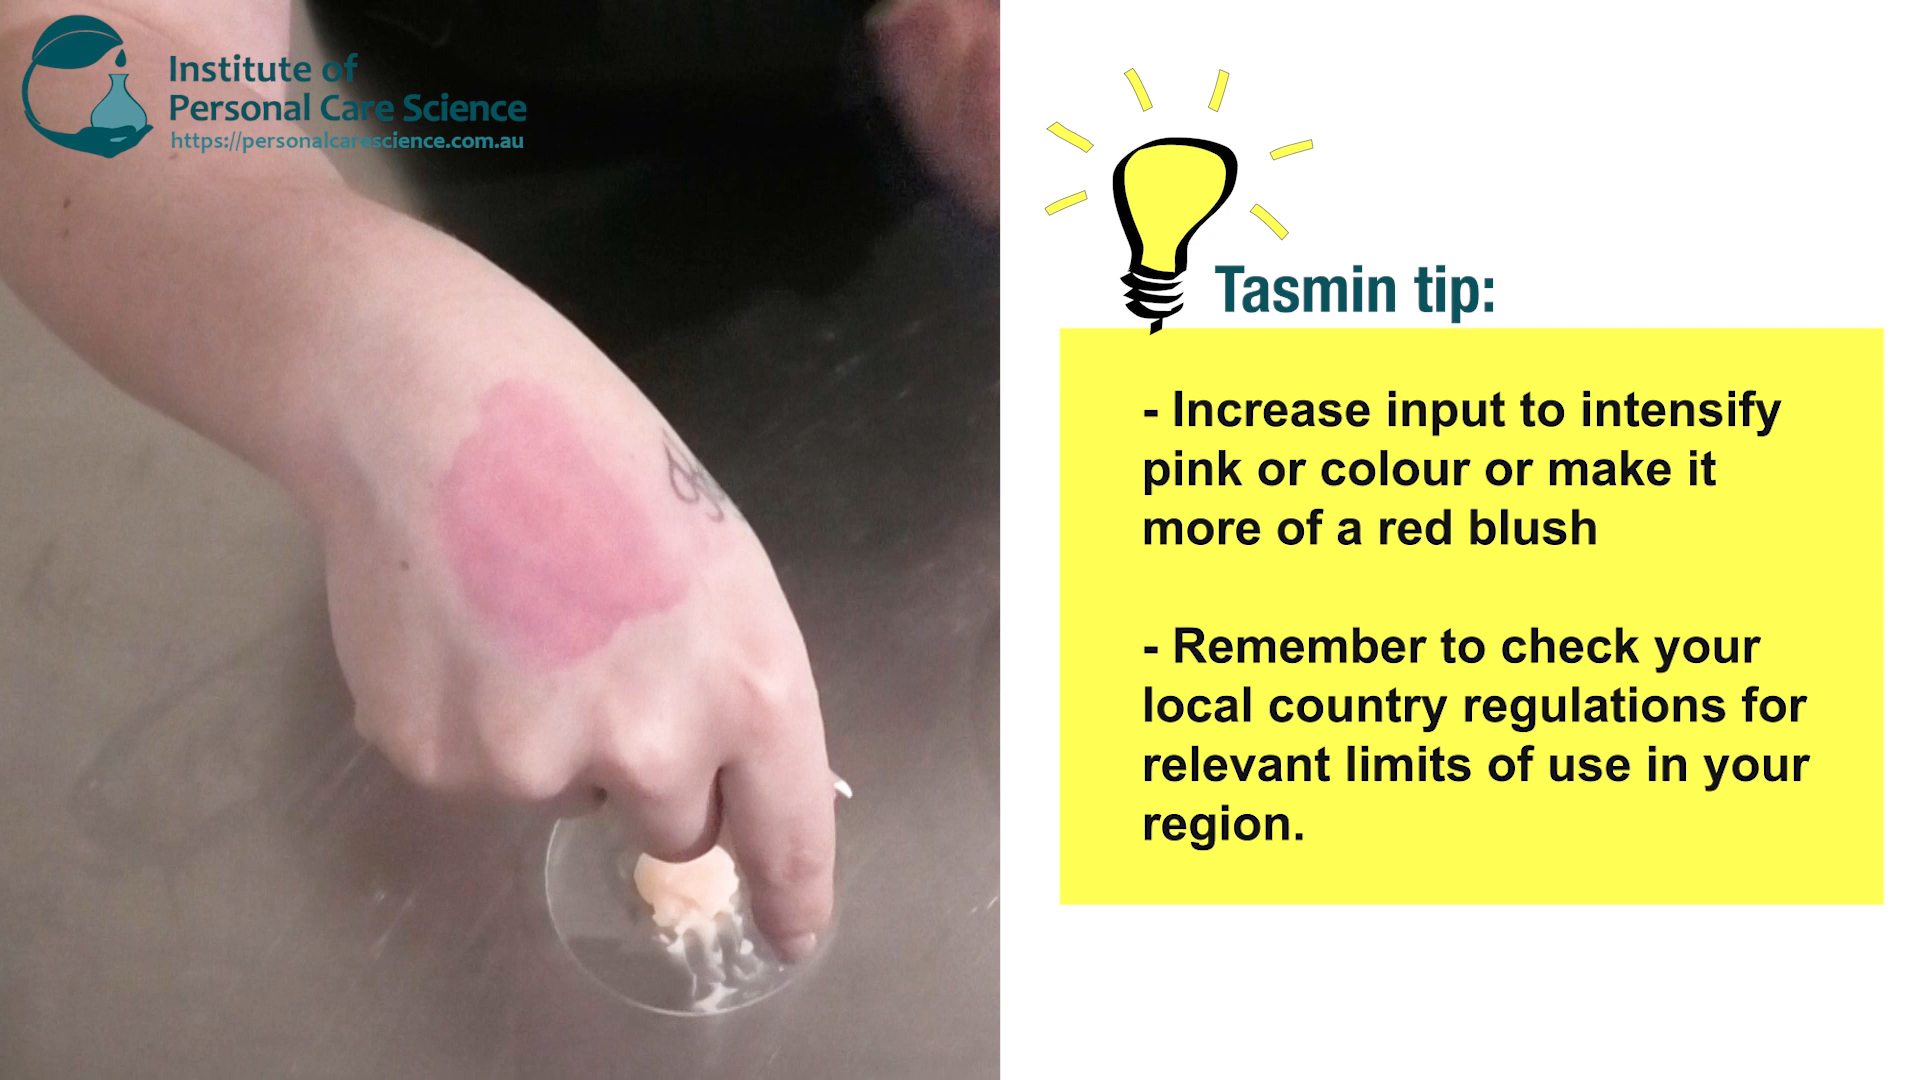 Institute of
Personal Care Science
https://personalcarescience.com.au
Tasmin tip:
- Increase input to intensify
pink or colour or make it
more of a red blush
- Remember to check your
local country regulations for
relevant limits of use in your
region.